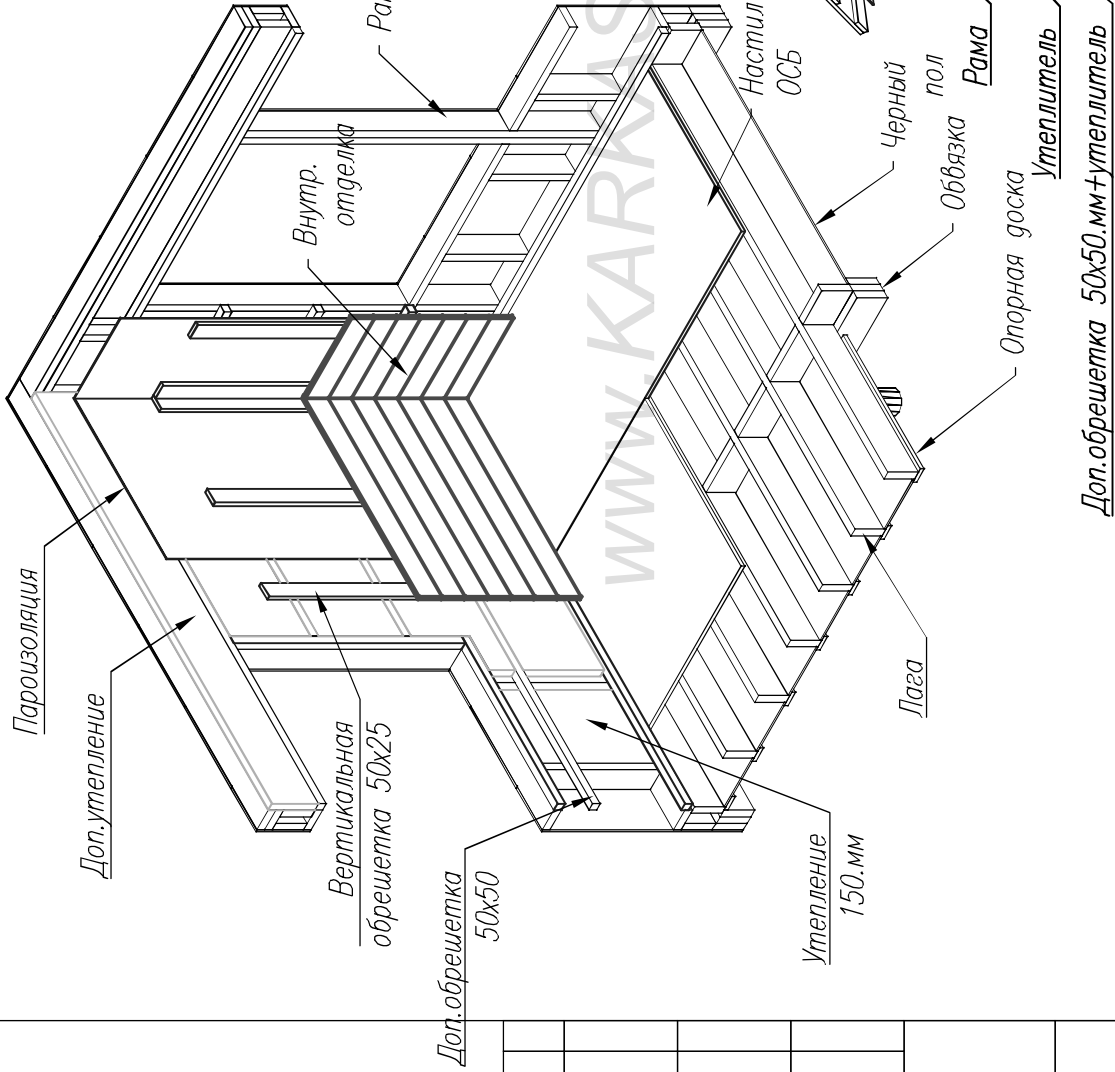 Пароизоляция
Доп.утепление
Вертикальная
обрешетка 50х25
Доп.обрешетка
50х50
Утепление
150.мм
Лага
Внутр.
отделка
Настил
ОСБ
Черный
пол
Обвязка
Опорная доска
Рама
Утеплитель
Доп.обрешетка 50х50.мм+утеплитель
www.KARKAS